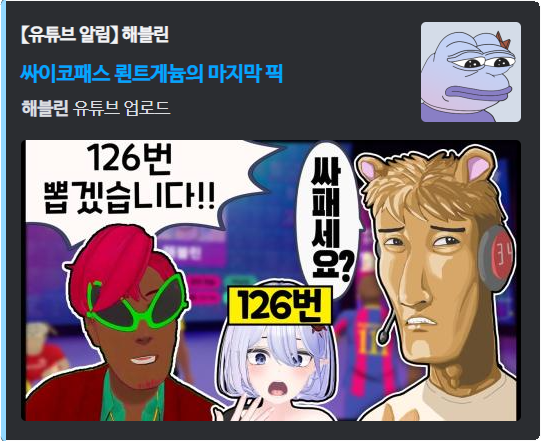 【유튜브 알림】 해블린
싸이코패스 뢴트게늄의 마지막 픽
해블린 유튜브 업로드
126번
뽑겠습니다!!
싸
패
세
요?
126번
34